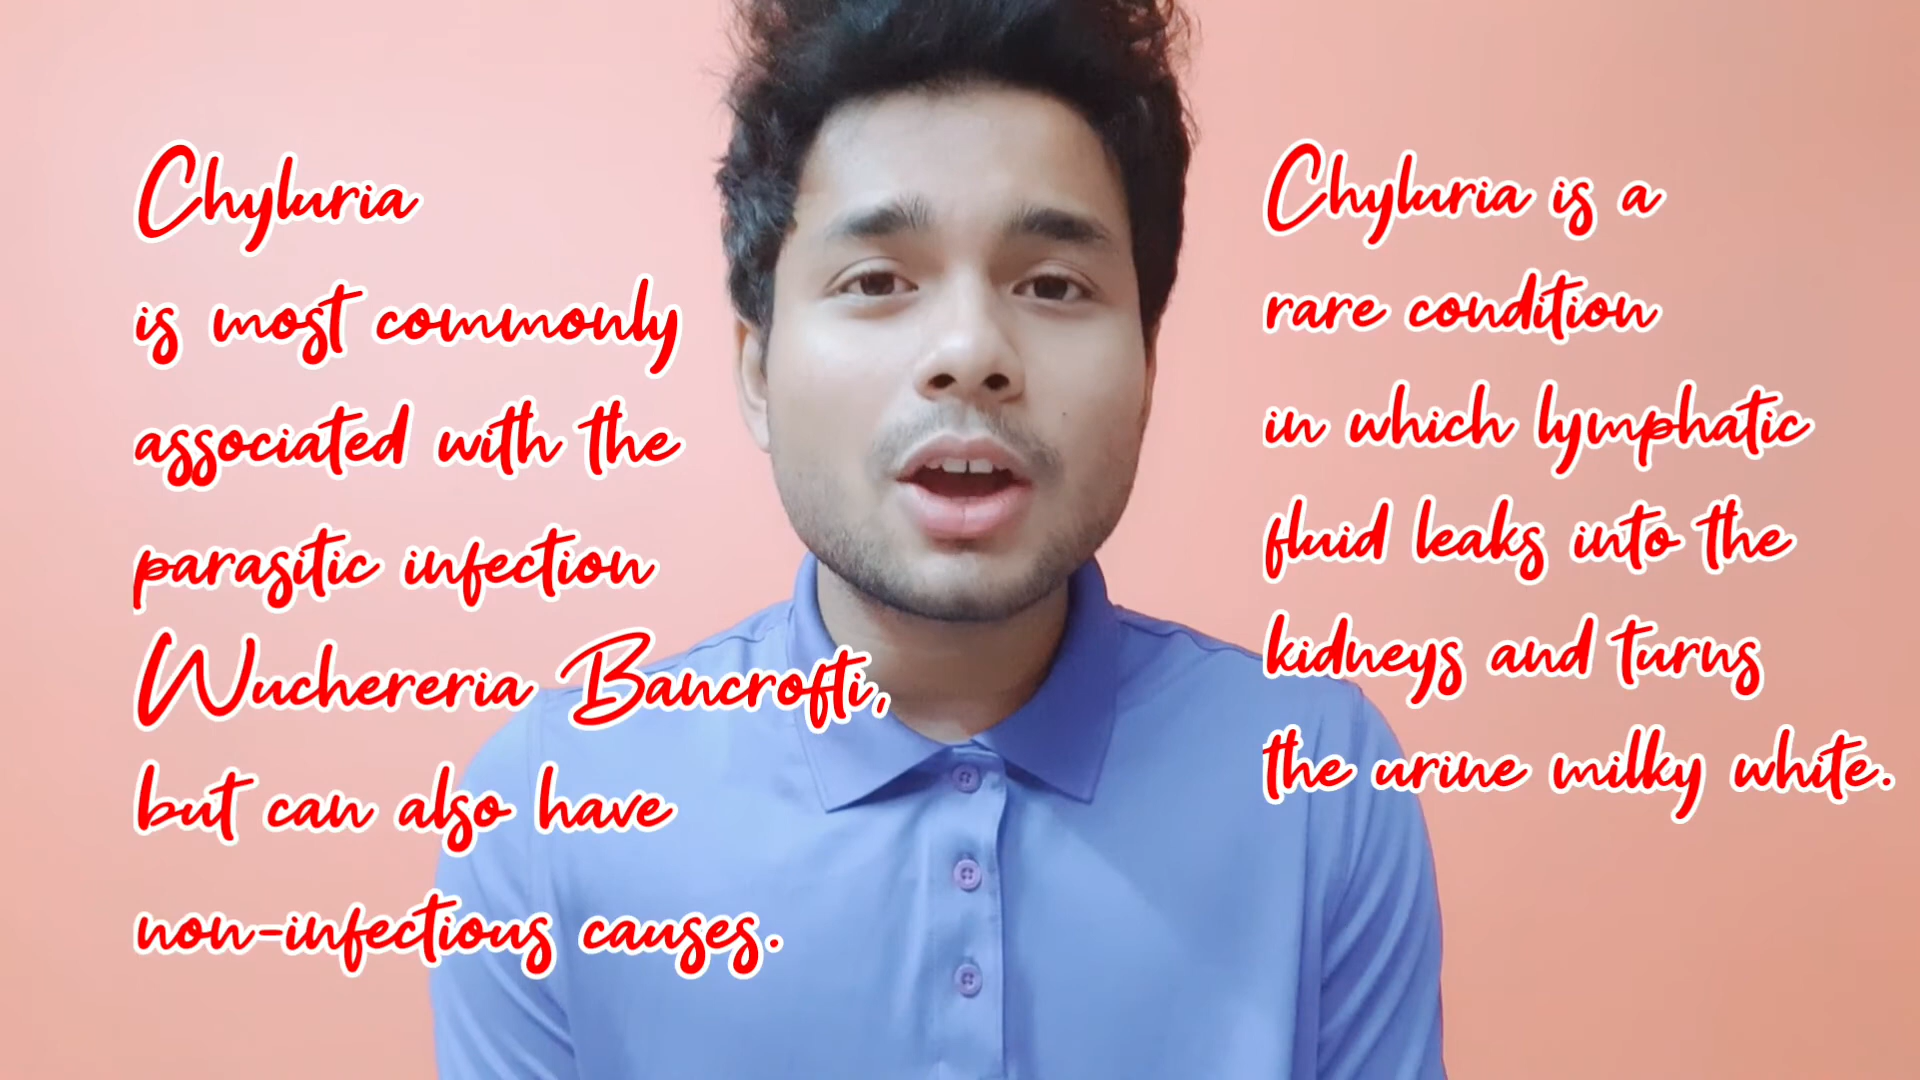 Chyluria
is most commonly
associated with the
parasitic infection
Wuchereria Bancrofti,
but can also have
non-infectious causes.
Chyluria is a
rare condition
in which lymphatic
fluid leaks into the
kidneys and turns
the urine milky white.